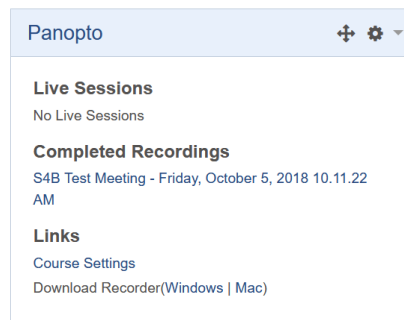 Panopto
Live Sessions
No Live Sessions
Completed Recordings
S4B Test Meeting - Friday, October 5, 2018 10.11.22
AM
Links
Course Settings
Download Recorder(Windows | Mac)